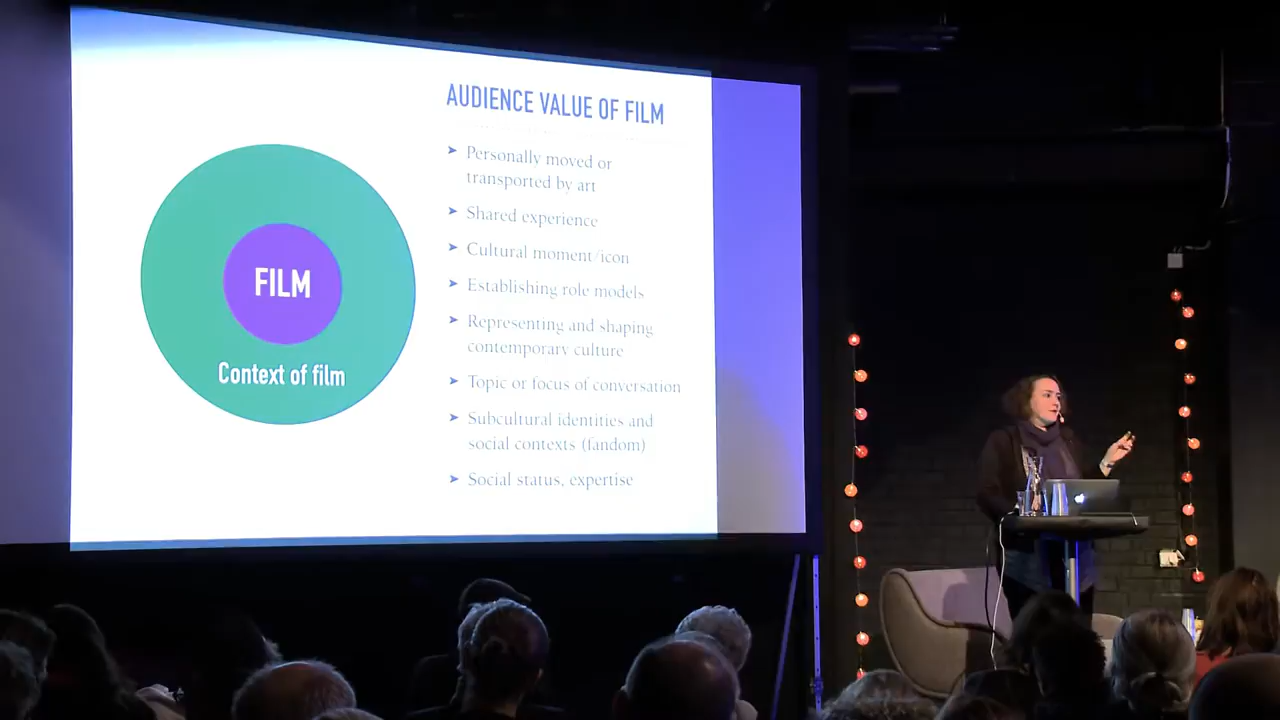 AUDIENCE VALUE OF FILM
➤ Personally moved or
transported by art
➤ Shared experience
➤ Cultural moment/icon
➤ Establishing role models
➤ Representing and shaping
contemporary culture
➤ Topic or focus of conversation
➤ Subcultural identities and
social contexts (fandom)
➤ Social status, expertise
FILM
Context of film